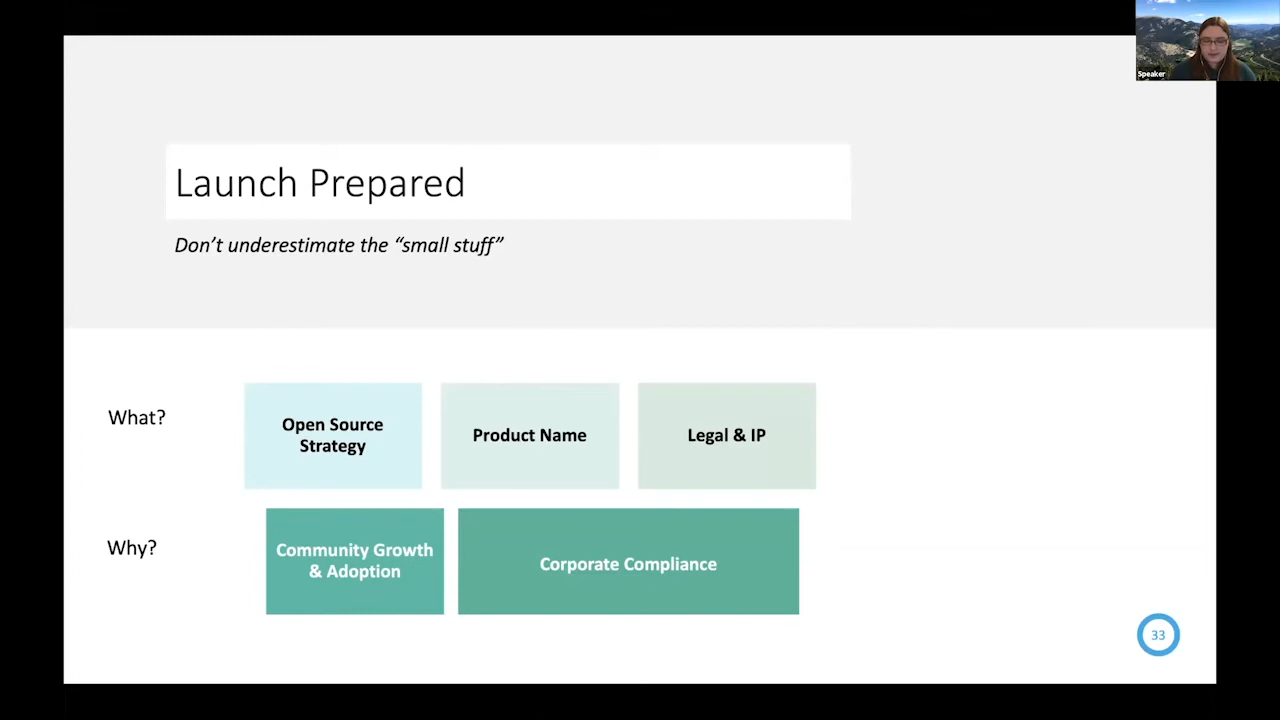 Speaker
Launch Prepared
Don’t underestimate the “small stuff”
What?
Open Source
Strategy
Product Name
Legal & IP
Why?
Community Growth
& Adoption
Corporate Compliance
33